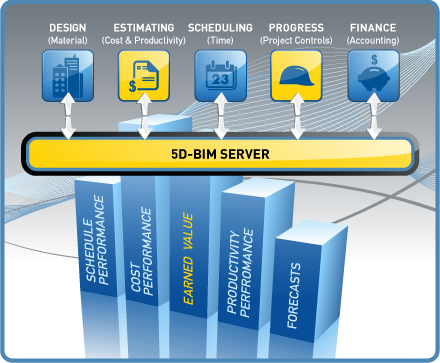 DESIGN
(Material)
ESTIMATING
(Cost & Productivity)
SCHEDULING
(Time)
PROGRESS
(Project Controls)
FINANCE
(Accounting)
$
23
$
5D-BIM SERVER
SCHEDULE
PERFORMANCE
COST
PERFORMANCE
EARNED VALUE
PRODUCTIVITY
PERFROMANCE
FORECASTS